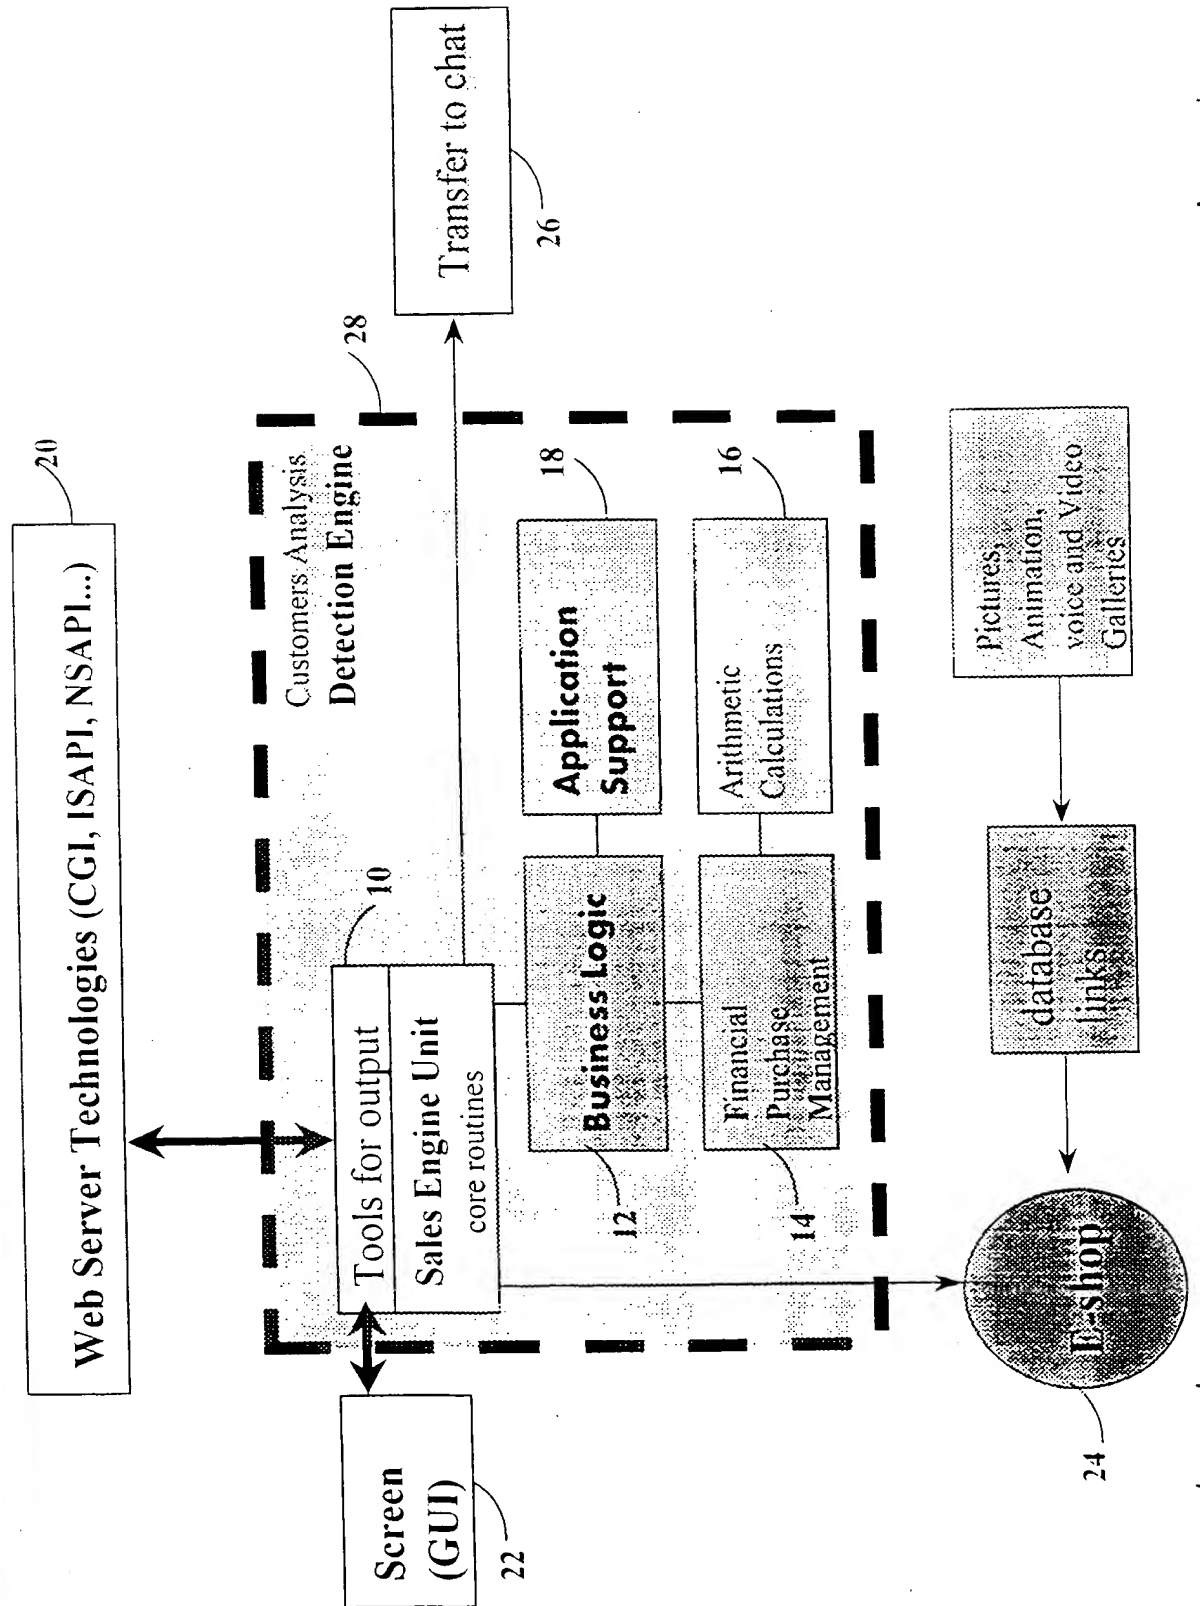 20
Web Server Technologies (CGI, ISAPI, NSAPI...)
Customers Analysis
Detection Engine
28
Screen
(GUI)
22
Tools for output
Sales Engine Unit
core routines
10
Transfer to chat
26
Business Logic
12
Application
Support
18
Financial
Purchase
Management
14
Arithmetic
Calculations
16
E-shop
24
database
links
Pictures,
Animation,
voice and Video
Galleries